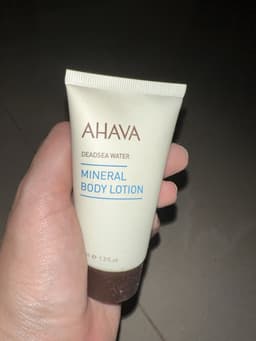 AHAVA
DEADSEA WATER
MINERAL
BODY LOTION